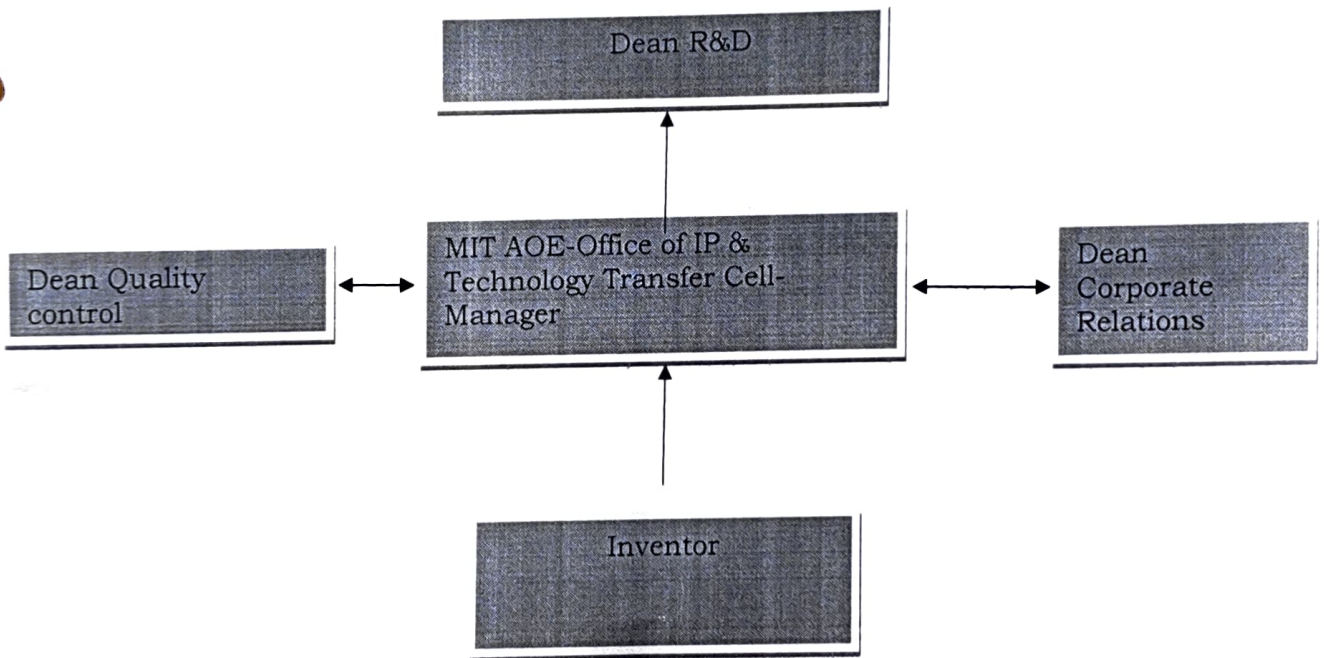 Dean R&D
MIT AOE-Office of IP &
Technology Transfer Cell-
Manager
Dean Quality
control
Dean
Corporate
Relations
Inventor